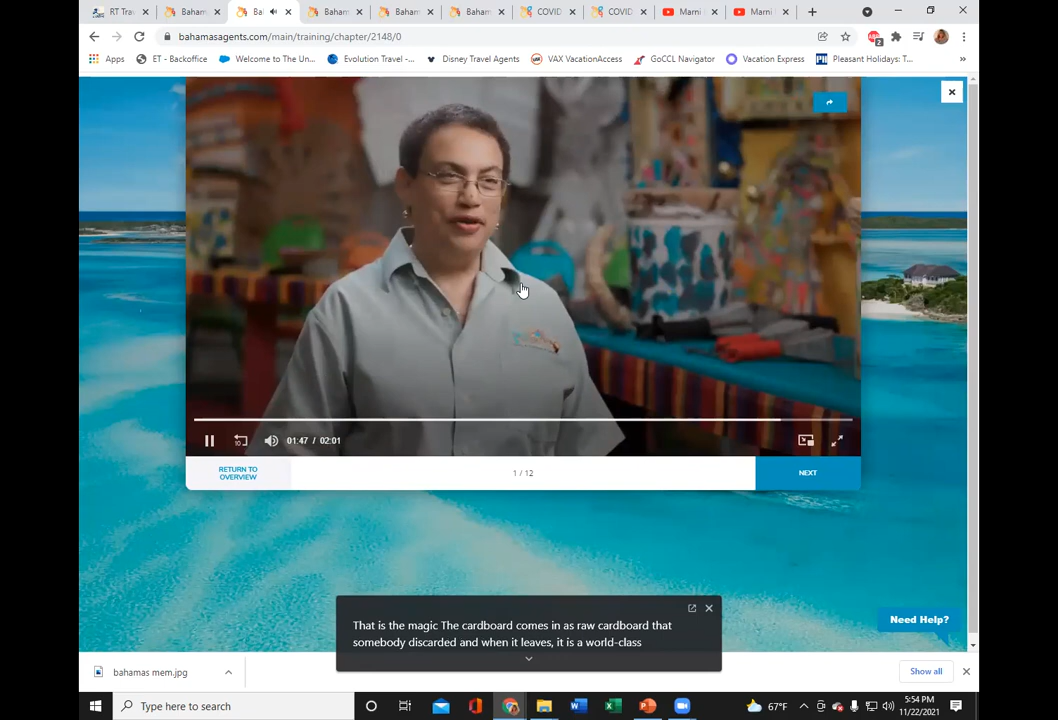 RT Trav
Baham
Ba
Baham
Baham
Baham
COVID
COVID
Marni
Marni
bahamasagents.com/main/training/chapter/2148/0
2
Apps
ET - Backoffice
Welcome to The Un...
Evolution Travel -...
Disney Travel Agents
VAX VacationAccess
GoCCL Navigator
Vacation Express
Pleasant Holidays: T...
01:47 / 02:01
RETURN TO
OVERVIEW
1 / 12
NEXT
That is the magic The cardboard comes in as raw cardboard that
somebody discarded and when it leaves, it is a world-class
Need Help?
bahamas mem.jpg
Show all
Type here to search
67°F
5:54 PM
11/22/2021